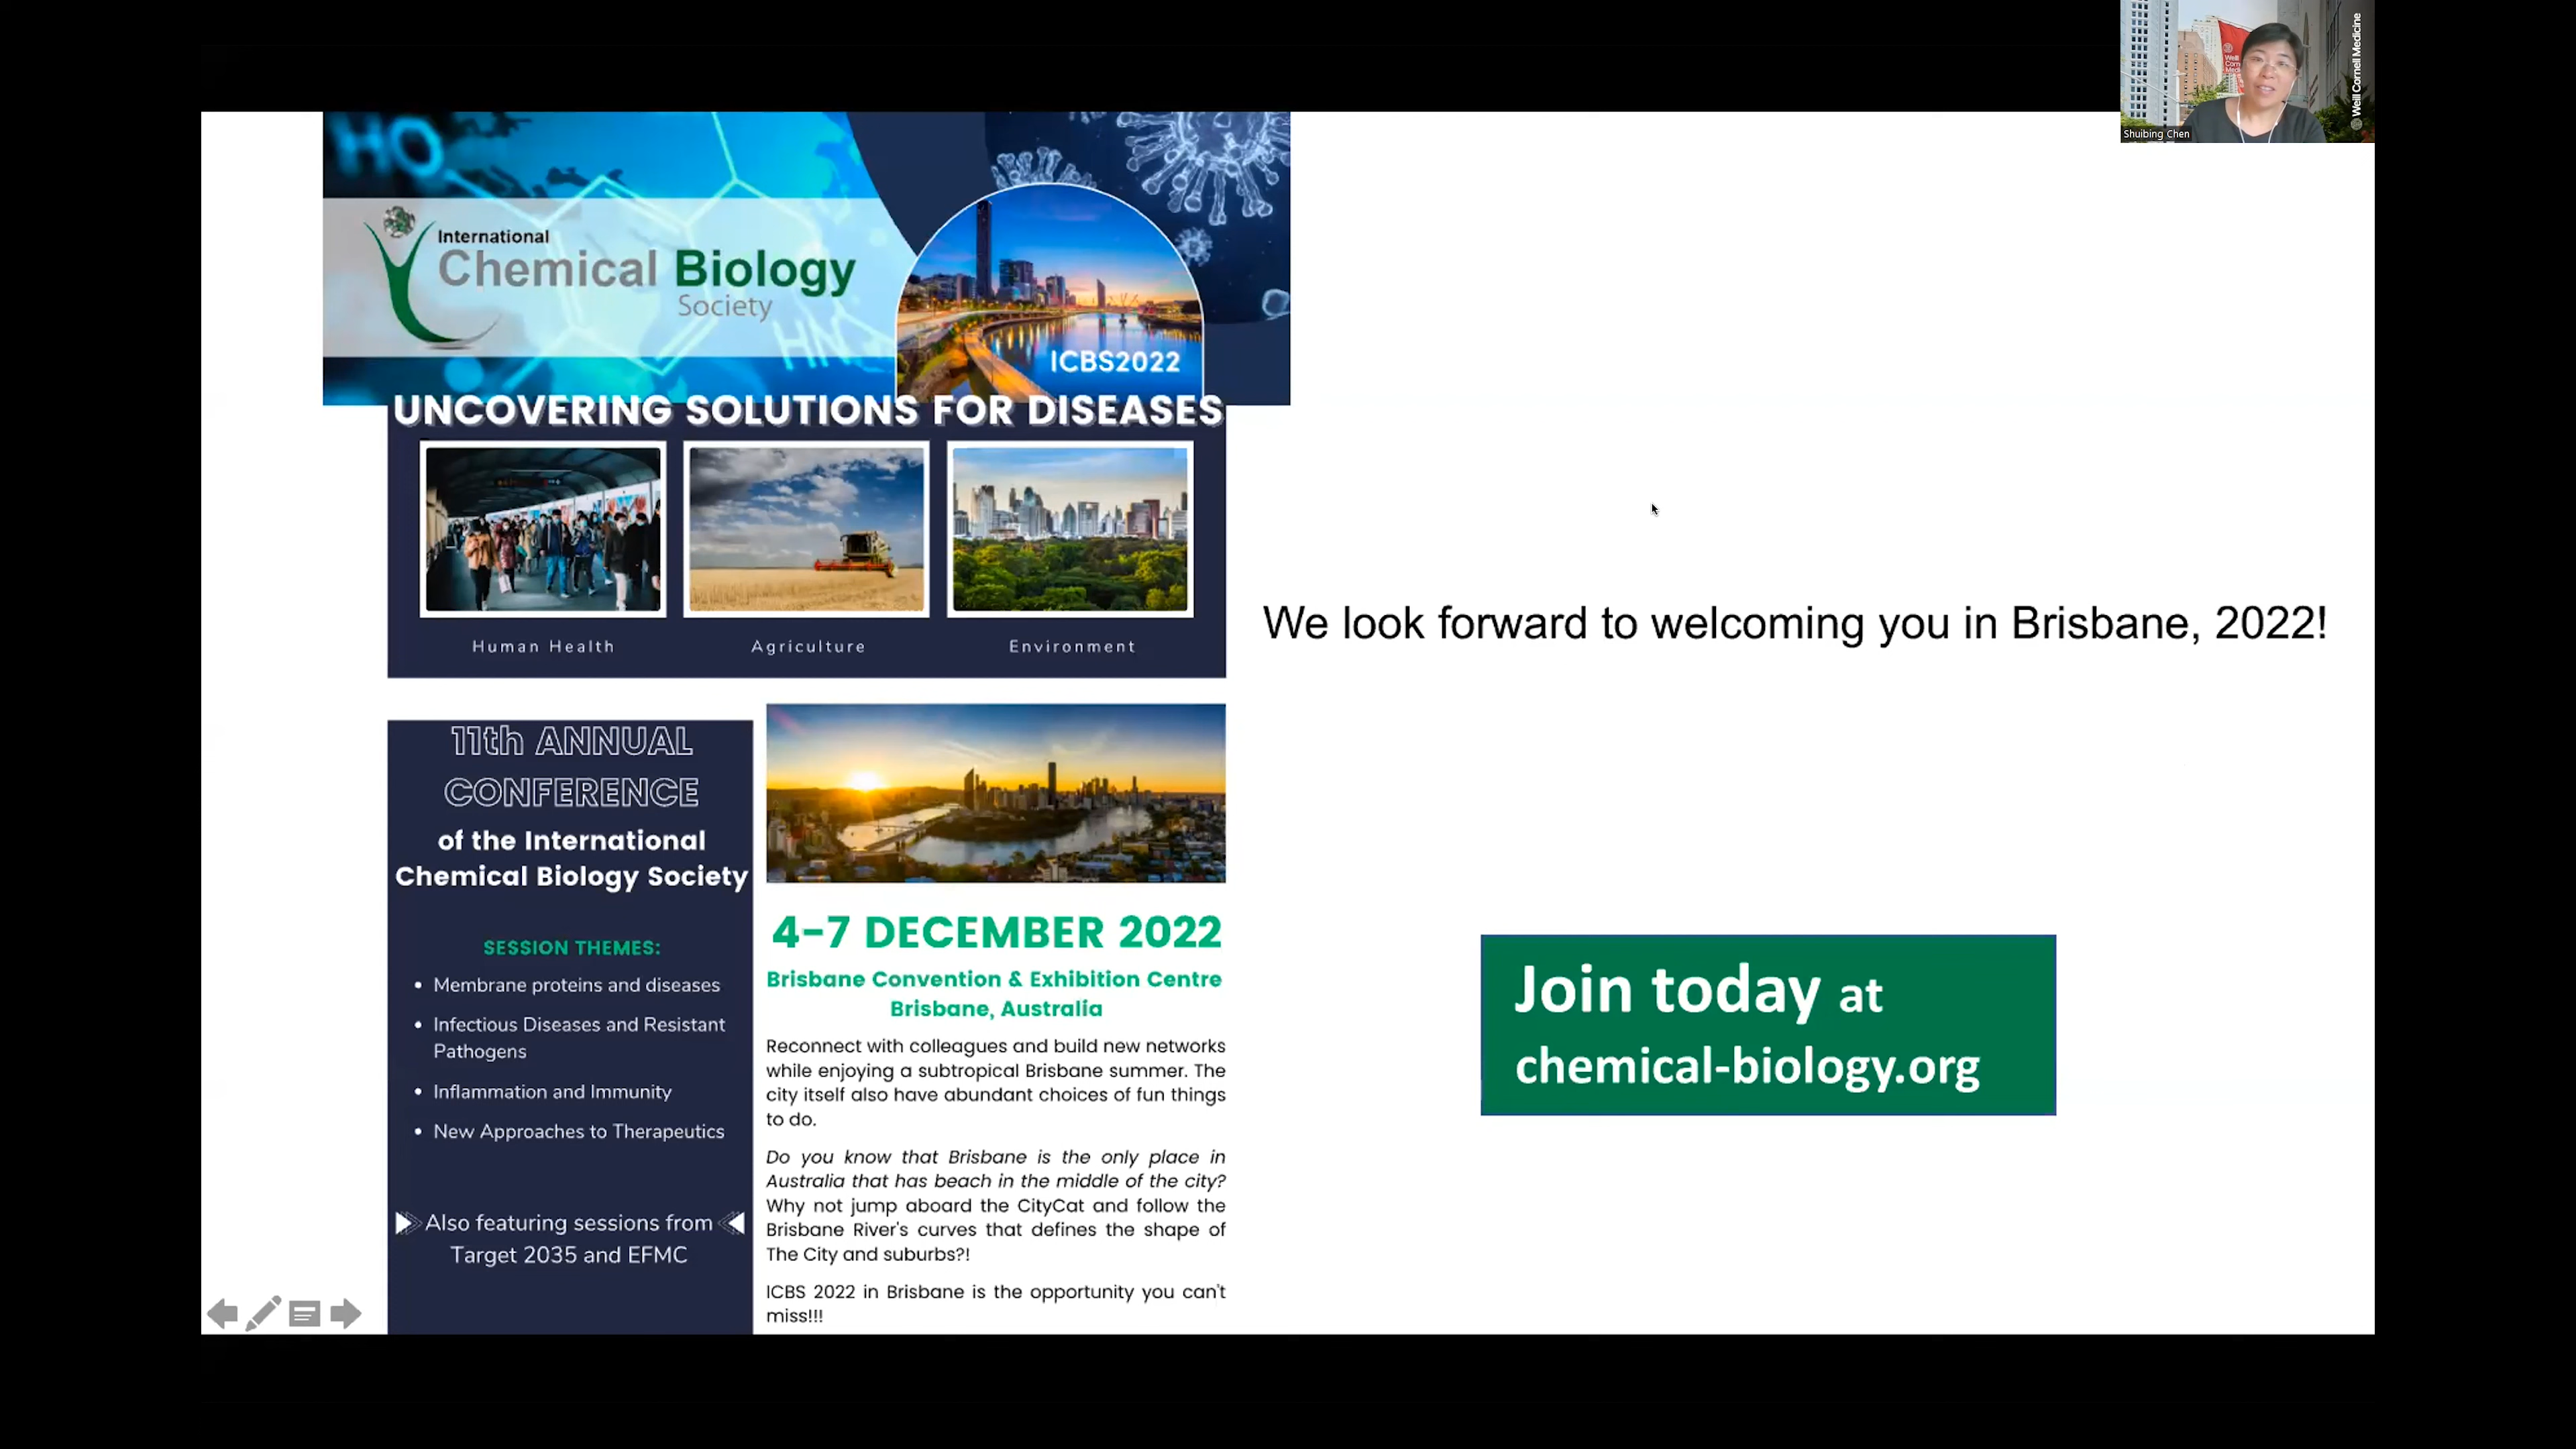 Weill Cornell Medicine
Shuibing Chen
HO
International
Chemical Biology
Society
HN
ICBS2022
UNCOVERING SOLUTIONS FOR DISEASES
Human Health
Agriculture
Environment
We look forward to welcoming you in Brisbane, 2022!
11th ANNUAL
CONFERENCE
of the International
Chemical Biology Society
SESSION THEMES:
• Membrane proteins and diseases
• Infectious Diseases and Resistant
Pathogens
• Inflammation and Immunity
• New Approaches to Therapeutics
Also featuring sessions from
Target 2035 and EFMC
4-7 DECEMBER 2022
Brisbane Convention & Exhibition Centre
Brisbane, Australia
Reconnect with colleagues and build new networks
while enjoying a subtropical Brisbane summer. The
city itself also have abundant choices of fun things
to do.
Do you know that Brisbane is the only place in
Australia that has beach in the middle of the city?
Why not jump aboard the CityCat and follow the
Brisbane River's curves that defines the shape of
The City and suburbs?!
ICBS 2022 in Brisbane is the opportunity you can't
miss!!!
Join today at
chemical-biology.org